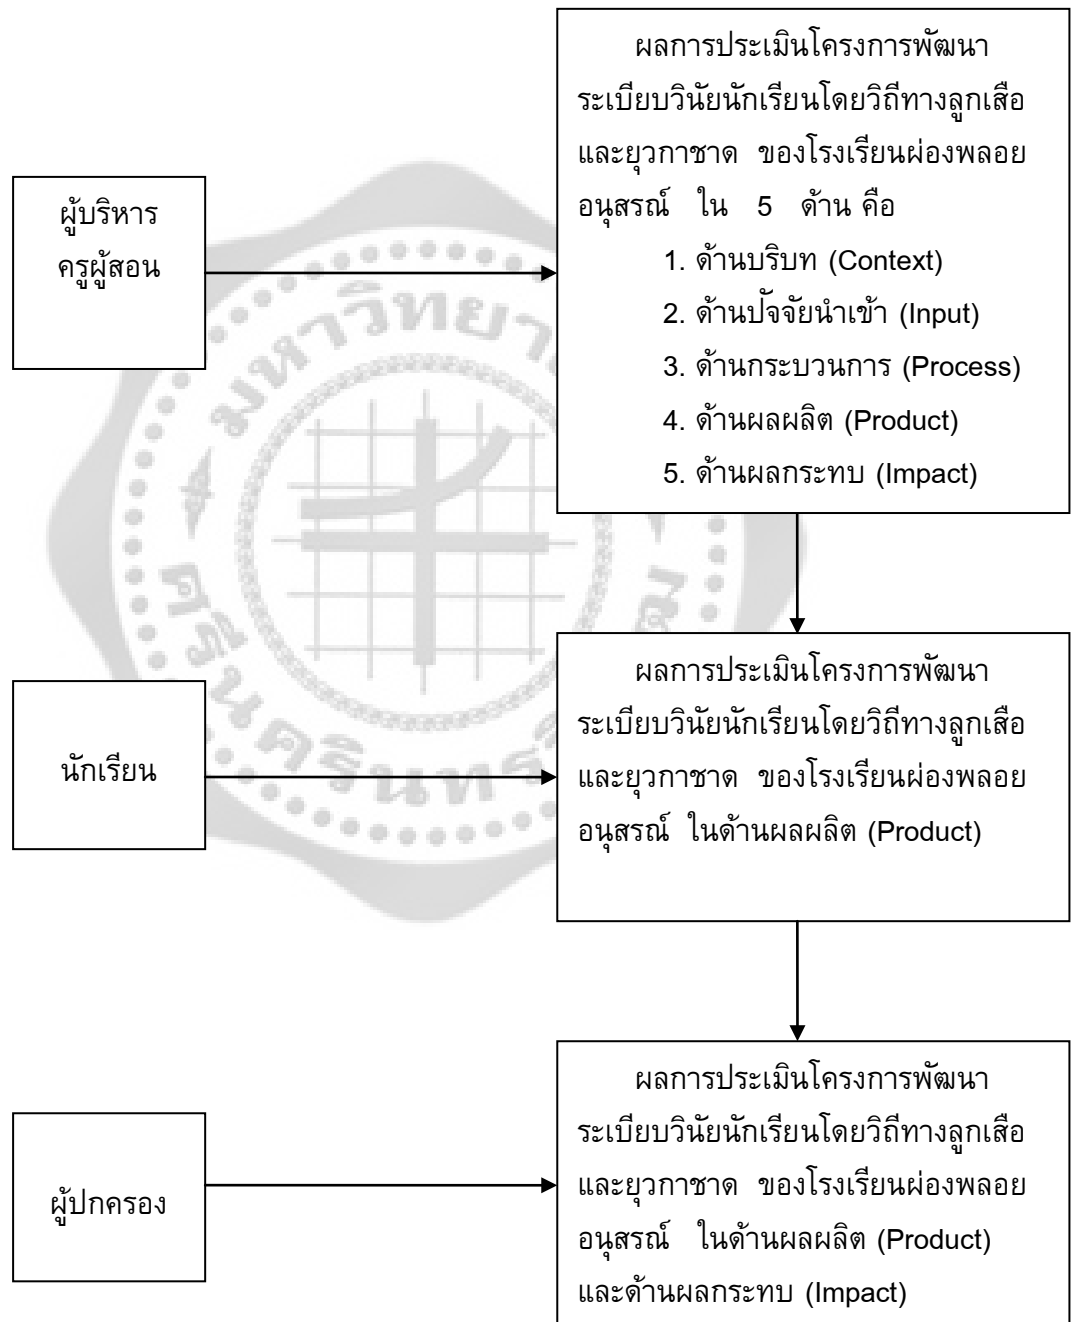 ผลการประเมินโครงการพัฒนา
ระเบียบวินัยนักเรียนโดยวิถีทางลูกเสือ
และยุวกาชาด ของโรงเรียนผ่องพลอย
อนุสรณ์ ใน 5 ด้าน คือ
1. ด้านบริบท (Context)
2. ด้านปัจจัยนำเข้า (Input)
3. ด้านกระบวนการ (Process)
4. ด้านผลผลิต (Product)
5. ด้านผลกระทบ (Impact)
ผู้บริหาร
ครูผู้สอน
ผลการประเมินโครงการพัฒนา
ระเบียบวินัยนักเรียนโดยวิถีทางลูกเสือ
และยุวกาชาด ของโรงเรียนผ่องพลอย
อนุสรณ์ ในด้านผลผลิต (Product)
นักเรียน
ผลการประเมินโครงการพัฒนา
ระเบียบวินัยนักเรียนโดยวิถีทางลูกเสือ
และยุวกาชาด ของโรงเรียนผ่องพลอย
อนุสรณ์ ในด้านผลผลิต (Product)
และด้านผลกระทบ (Impact)
ผู้ปกครอง